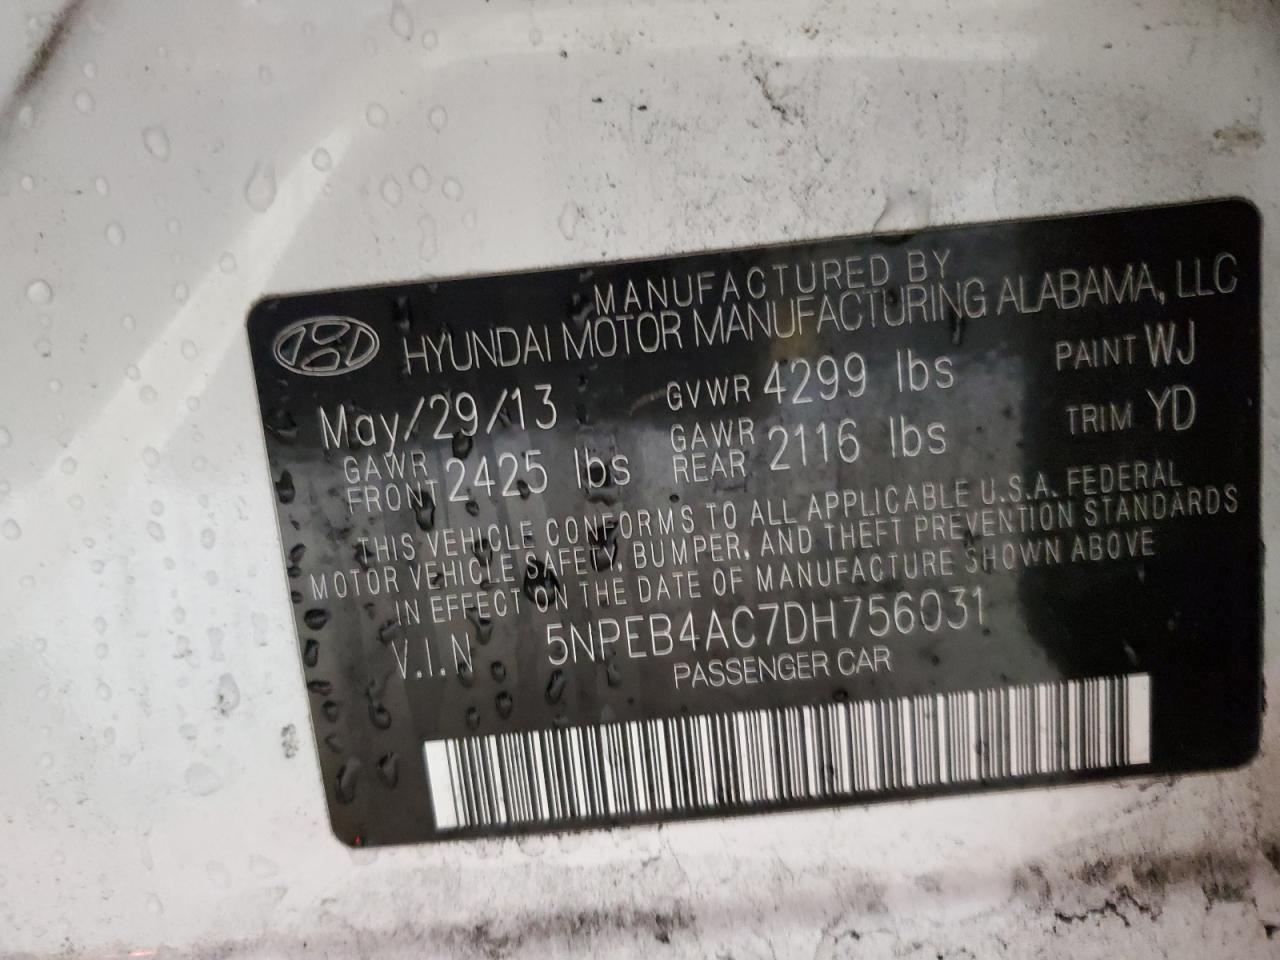 MANUFACTURED BY
HYUNDAI MOTOR MANUFACTURING ALABAMA, LLC
May/29/13 GVWR 4299 lbs PAINT WJ
GAWR FRONT 2425 lbs GAWR REAR 2116 lbs TRIM YD
THIS VEHICLE CONFORMS TO ALL APPLICABLE U.S.A. FEDERAL
MOTOR VEHICLE SAFETY, BUMPER, AND THEFT PREVENTION STANDARDS
IN EFFECT ON THE DATE OF MANUFACTURE SHOWN ABOVE
V.I.N 5NPEB4AC7DH756031
PASSENGER CAR